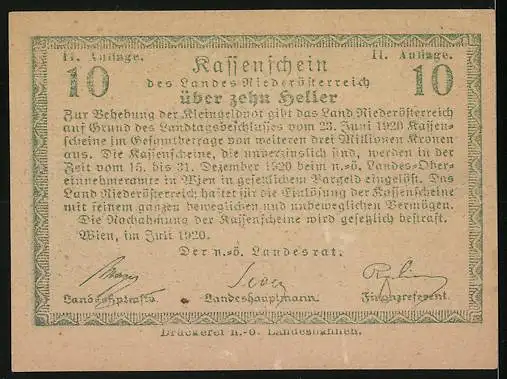 II. Auflage. II. Auflage.
10 Kassenschein 10
des Landes Niederösterreich
über zehn Heller
Zur Behebung der Kleingeldnot gibt das Land Niederösterreich
auf Grund des Landtagsbeschlusses vom 23. Juni 1920 Kassen-
scheine im Gesamtbetrage von weiteren drei Millionen Kronen
aus. Die Kassenscheine, die unverzinslich sind, werden in der
Zeit vom 15. bis 31. Dezember 1920 beim n.-ö. Landes-Ober-
einnehmeramte in Wien in gesetzlichem Bargeld eingelöst. Das
Land Niederösterreich haftet für die Einlösung der Kassenscheine
mit seinem ganzen beweglichen und unbeweglichen Vermögen.
Die Nachahmung der Kassenscheine wird gesetzlich bestraft.
Wien, im Juli 1920.
Der n.-ö. Landesrat.
Landeshauptmann. Finanzreferent.
Druckerei n.-ö. Landesbahnen.